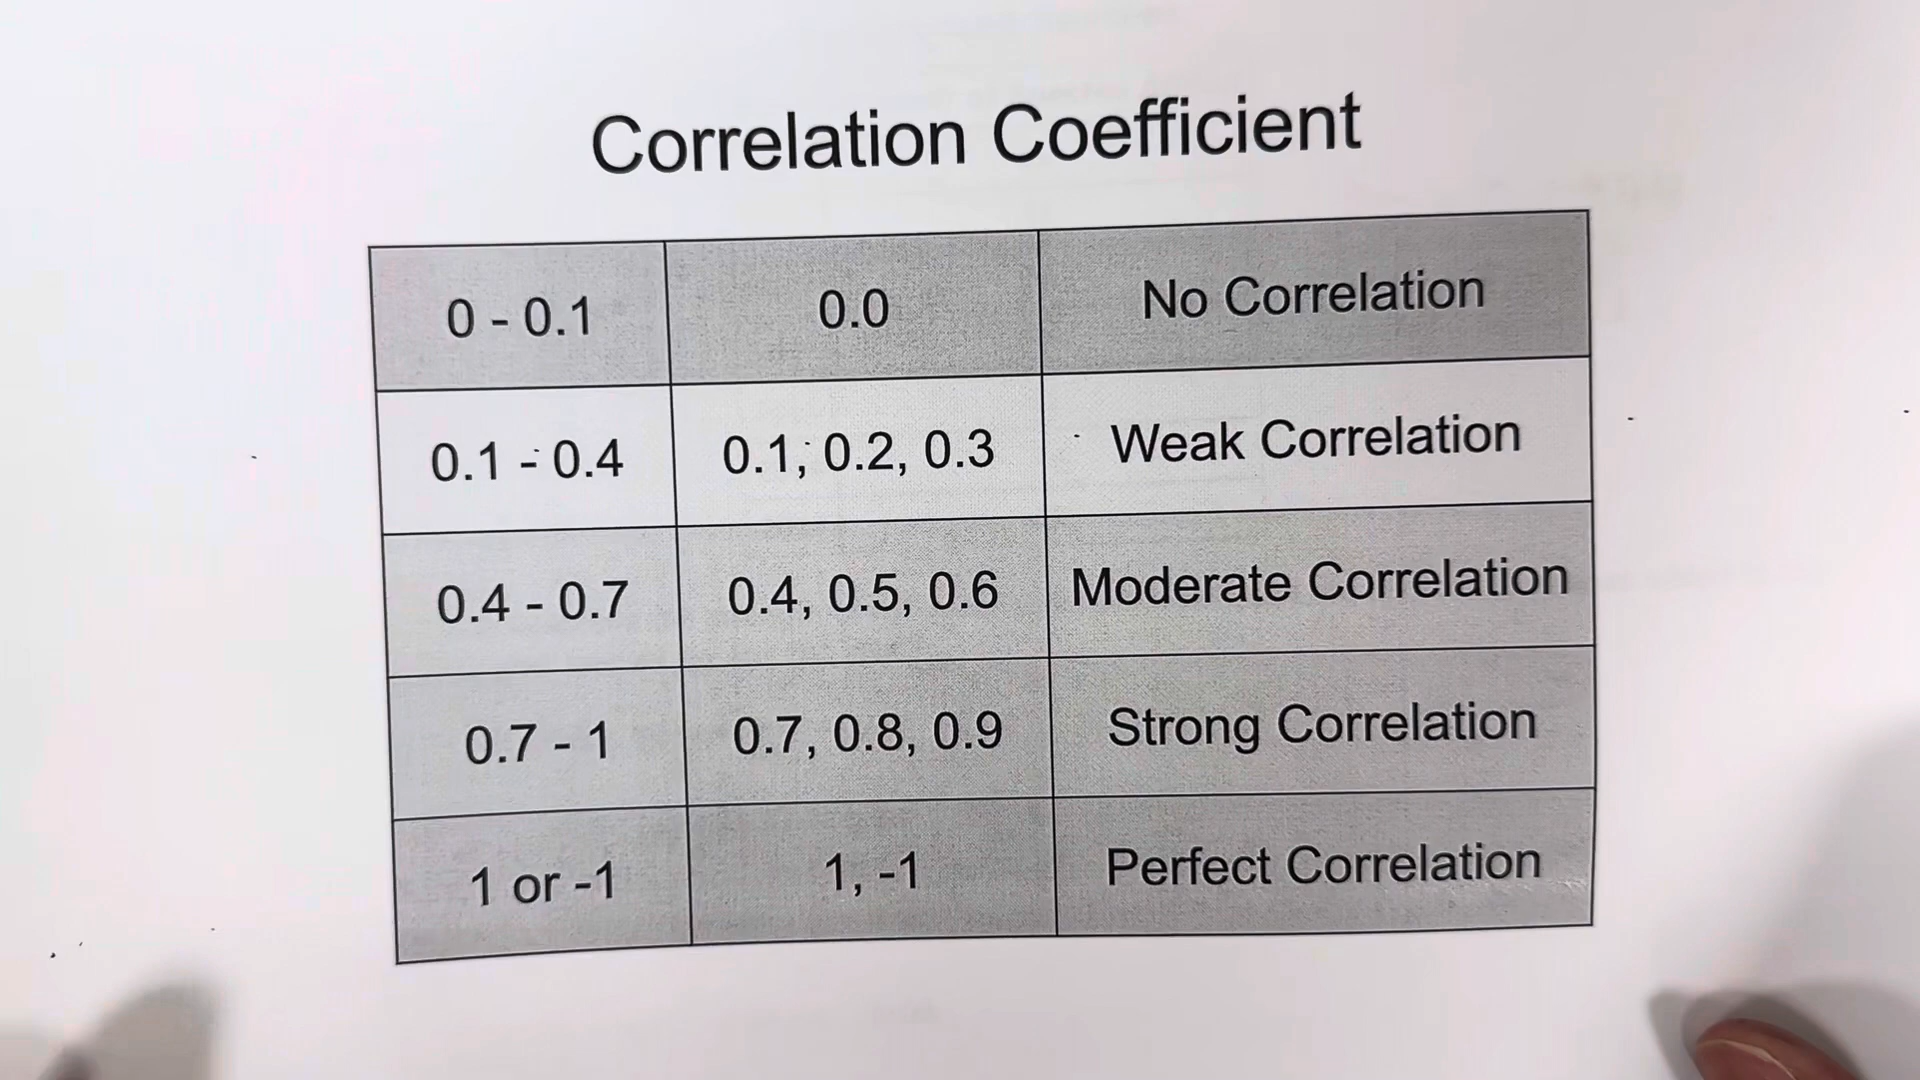 Correlation Coefficient
0 - 0.1 0.0 No Correlation
0.1 - 0.4 0.1, 0.2, 0.3 Weak Correlation
0.4 - 0.7 0.4, 0.5, 0.6 Moderate Correlation
0.7 - 1 0.7, 0.8, 0.9 Strong Correlation
1 or -1 1, -1 Perfect Correlation